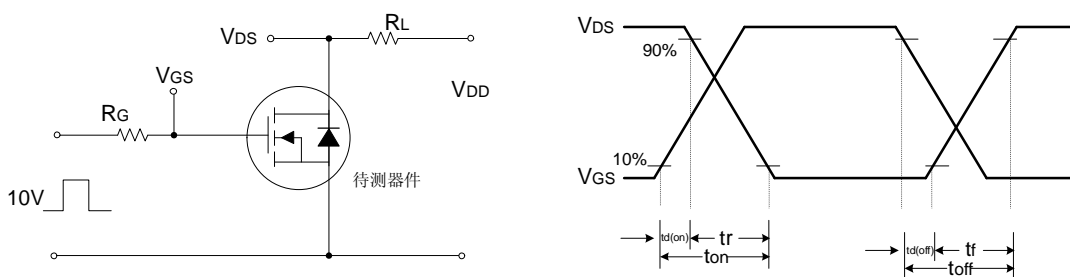 VDS
RL
VGS
VDD
RG
10V
待测器件
VDS
90%
10%
VGS
td(on)
tr
ton
td(off)
tf
toff